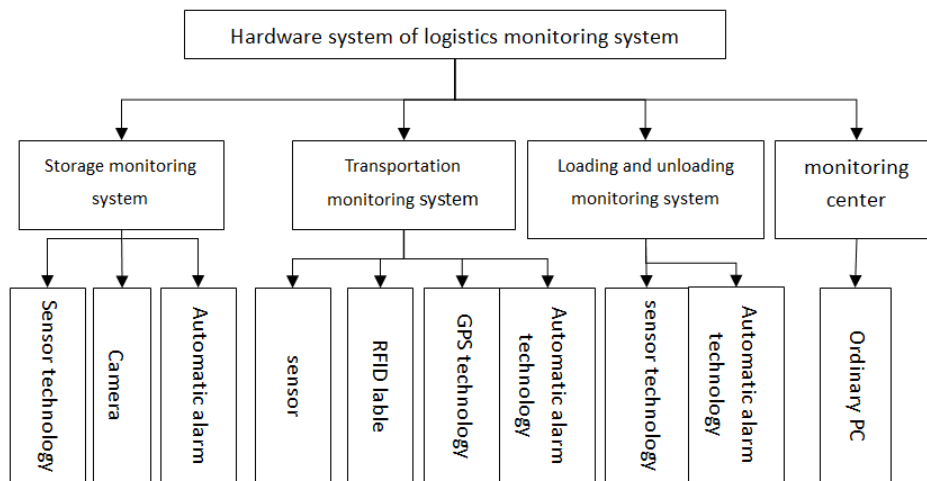 Hardware system of logistics monitoring system
Storage monitoring
system
Transportation
monitoring system
Loading and unloading
monitoring system
monitoring
center
Sensor technology
Camera
Automatic alarm
sensor
RFID lable
GPS technology
Automatic alarm
technology
sensor technology
Automatic alarm
technology
Ordinary PC